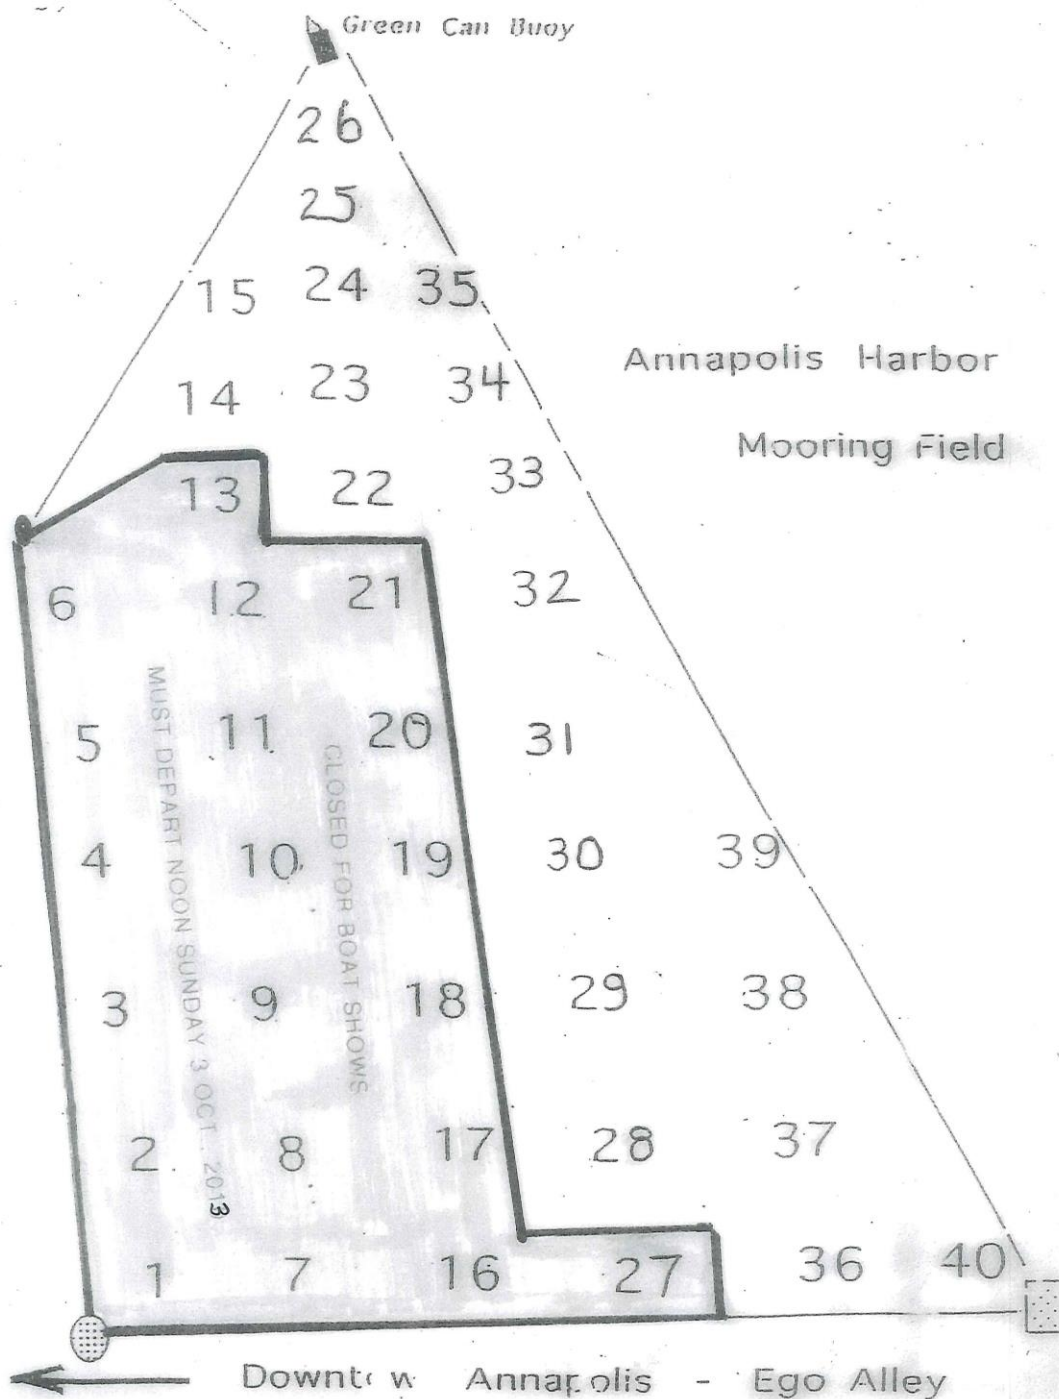 Green Can Buoy
26
25
15 24 35
14 23 34
Annapolis Harbor
Mooring Field
13 22 33
6 12 21 32
5 11 20 31
4 10 19 30 39
3 9 18 29 38
2 8 17 28 37
1 7 16 27 36 40
MUST DEPART NOON SUNDAY 3 OCT. 2013
CLOSED FOR BOAT SHOWS
Downtow Annapolis - Ego Alley